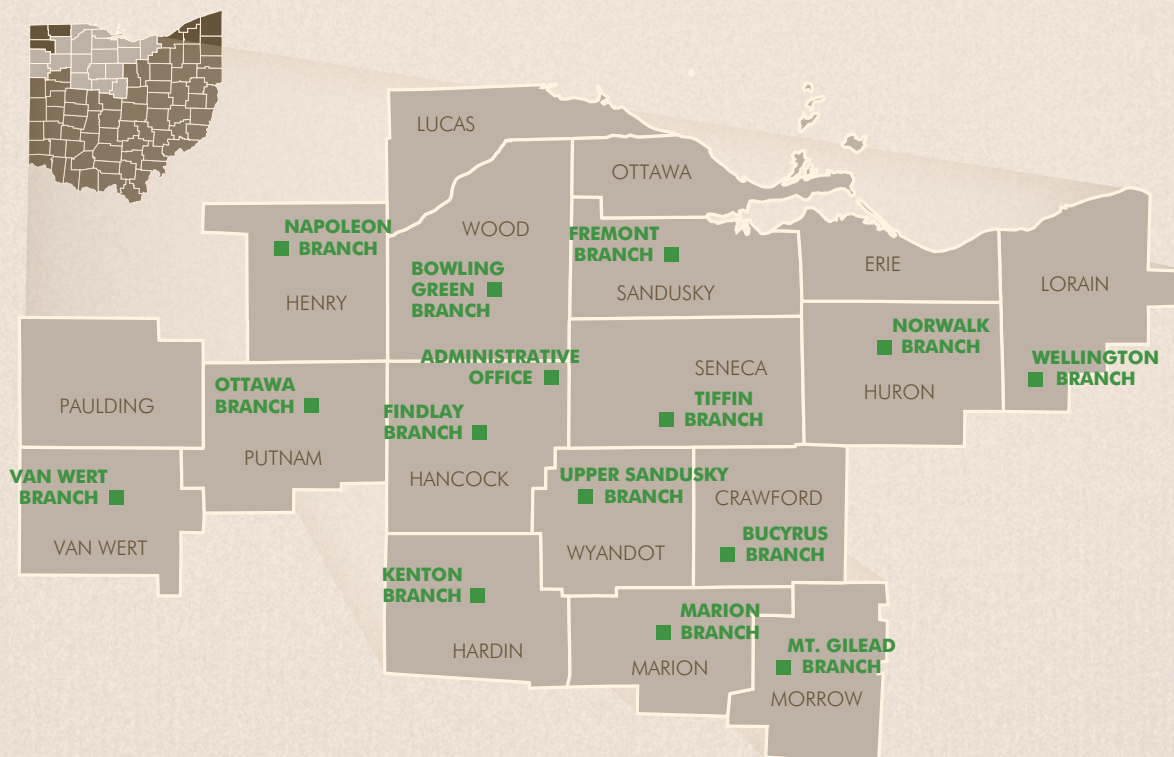 LUCAS
OTTAWA
NAPOLEON
BRANCH
WOOD
FREMONT
BRANCH
ERIE
BOWLING
GREEN
BRANCH
LORAIN
HENRY
SANDUSKY
NORWALK
BRANCH
ADMINISTRATIVE
OFFICE
SENECA
WELLINGTON
BRANCH
OTTAWA
BRANCH
HURON
PAULDING
FINDLAY
BRANCH
TIFFIN
BRANCH
PUTNAM
HANCOCK
VAN WERT
BRANCH
UPPER SANDUSKY
BRANCH
CRAWFORD
VAN WERT
WYANDOT
BUCYRUS
BRANCH
KENTON
BRANCH
MARION
BRANCH
HARDIN
MARION
MT. GILEAD
BRANCH
MORROW